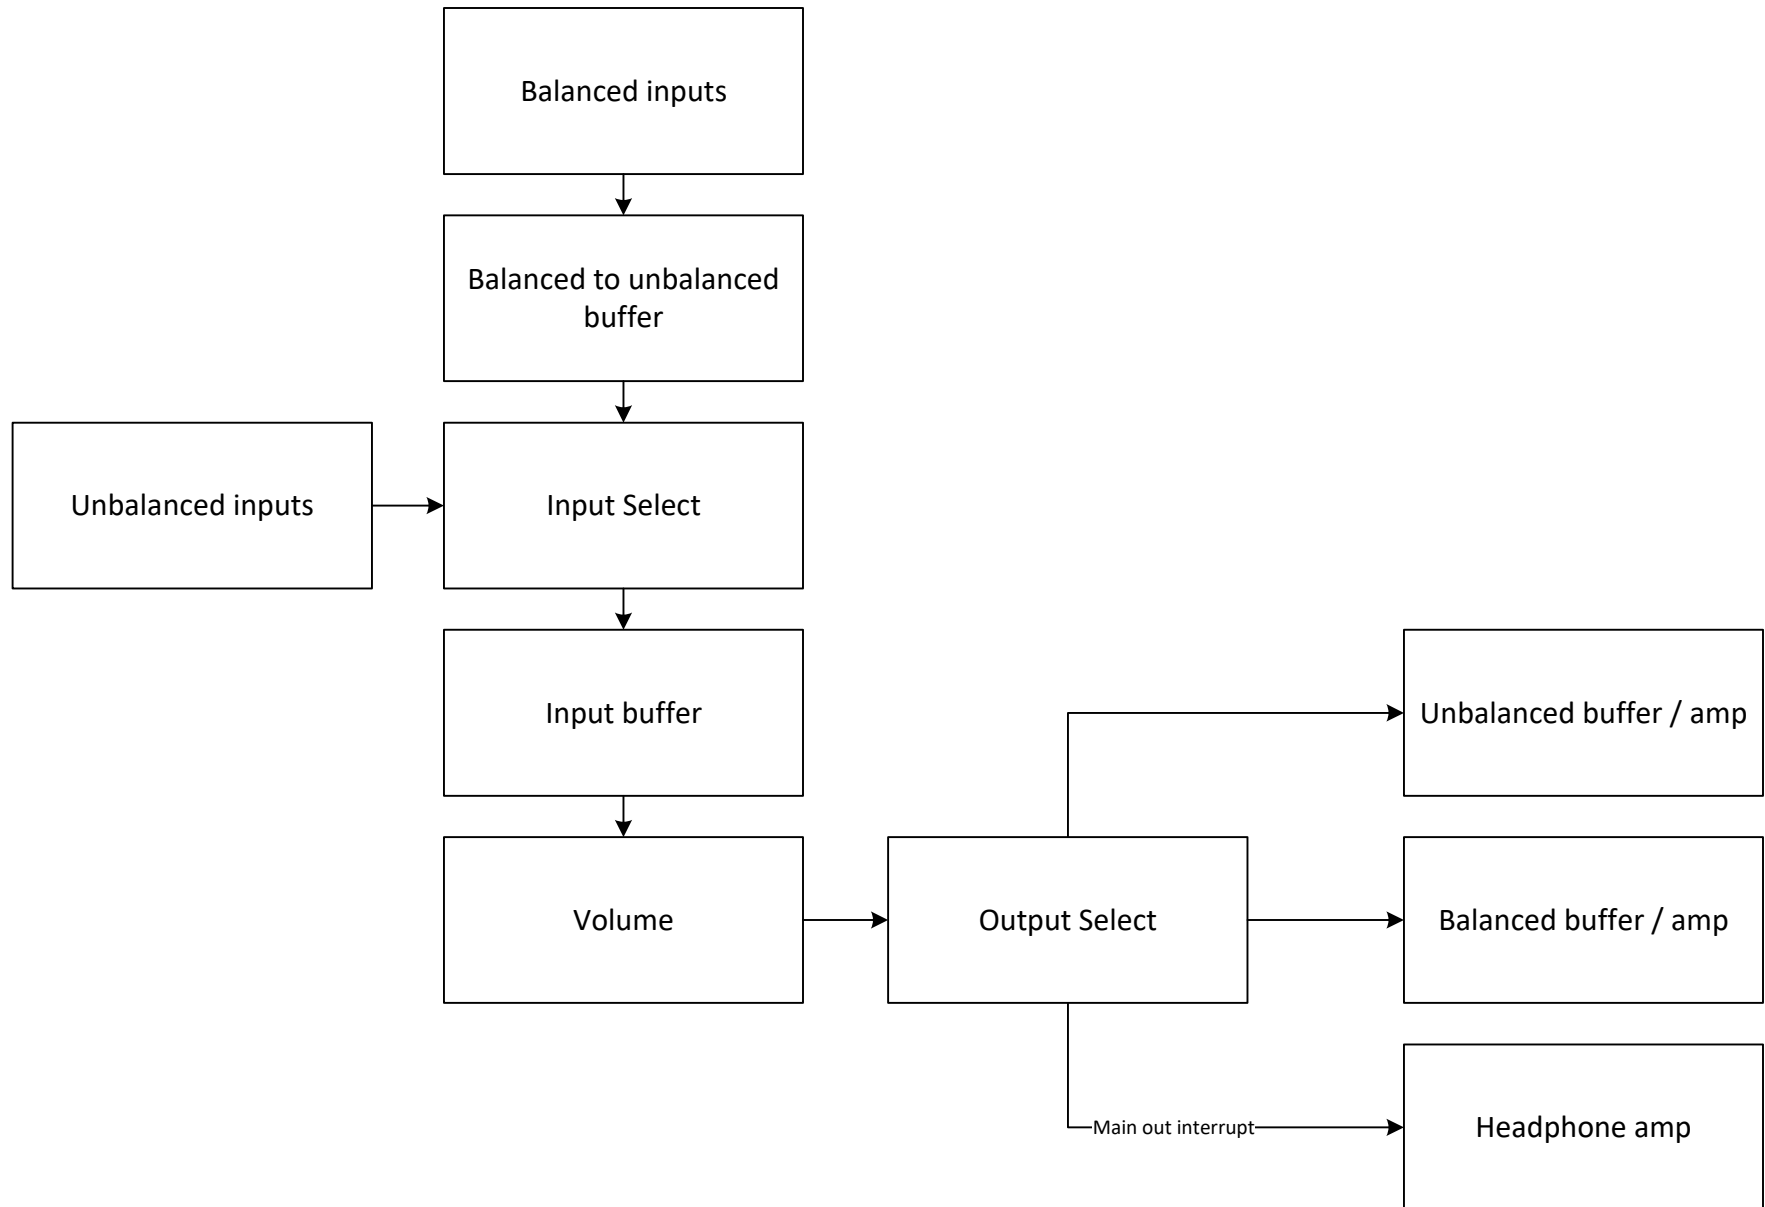 Balanced inputs
Balanced to unbalanced
buffer
Unbalanced inputs
Input Select
Input buffer
Unbalanced buffer / amp
Volume
Output Select
Balanced buffer / amp
Main out interrupt
Headphone amp